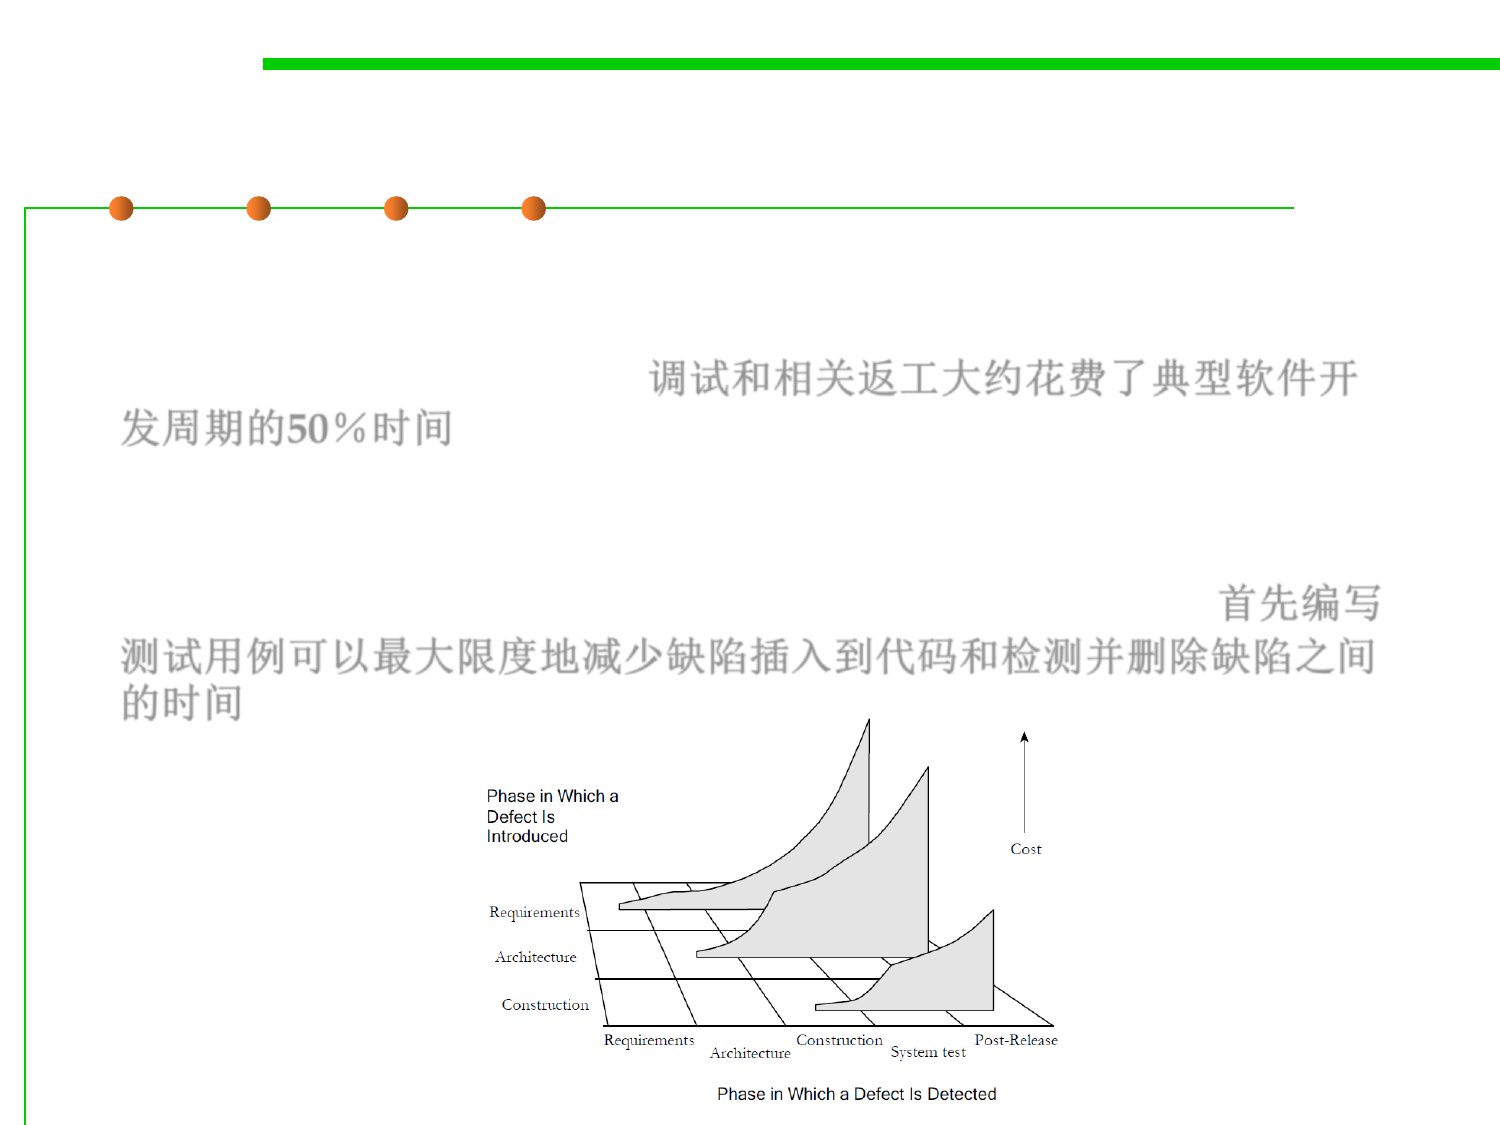 调试和相关返工大约花费了典型软件开
发周期的50％时间
首先编写
测试用例可以最大限度地减少缺陷插入到代码和检测并删除缺陷之间
的时间
Phase in Which a
Defect Is
Introduced
Cost
Requirements
Architecture
Construction
Requirements
Architecture
Construction
System test
Post-Release
Phase in Which a Defect Is Detected